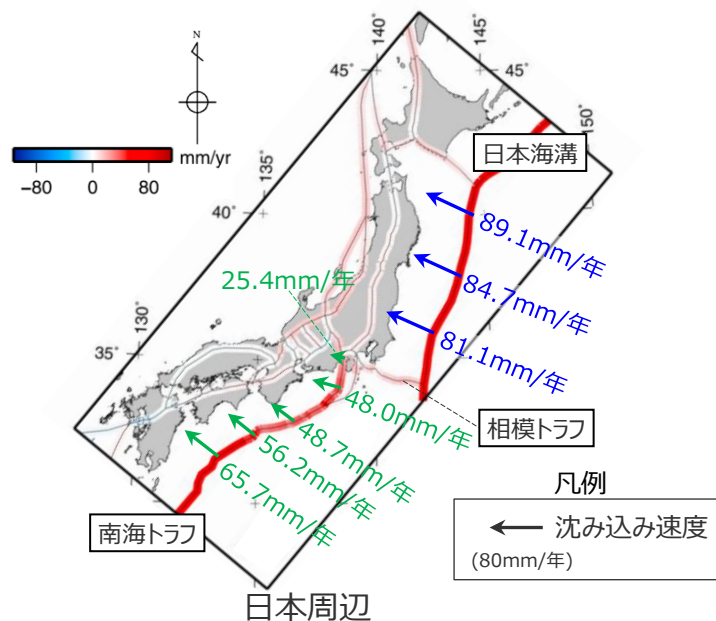 N
mm/yr
−80 0 80
140
145
45°
45°
150
135
40°
130
35°
日本海溝
89.1mm/年
84.7mm/年
81.1mm/年
25.4mm/年
48.0mm/年
48.7mm/年
56.2mm/年
65.7mm/年
相模トラフ
南海トラフ
凡例
沈み込み速度
(80mm/年)
日本周辺